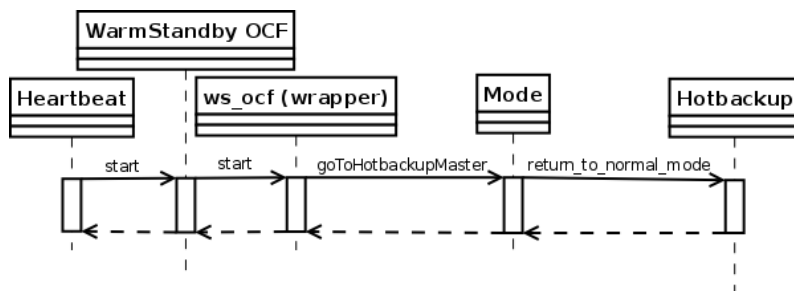 WarmStandby OCF
Heartbeat
ws_ocf (wrapper)
Mode
Hotbackup
start
start
goToHotbackupMaster
return_to_normal_mode